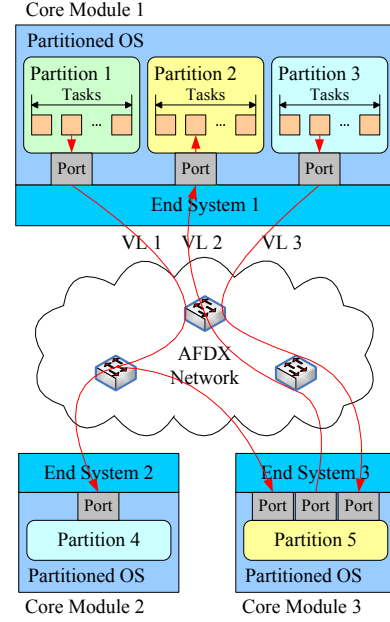 Core Module 1
Partitioned OS
Partition 1
Partition 2
Partition 3
Tasks
Tasks
Tasks
...
...
...
Port
Port
Port
End System 1
VL 1
VL 2
VL 3
AFDX
Network
End System 2
End System 3
Port
Port
Port
Port
Partition 4
Partition 5
Partitioned OS
Partitioned OS
Core Module 2
Core Module 3